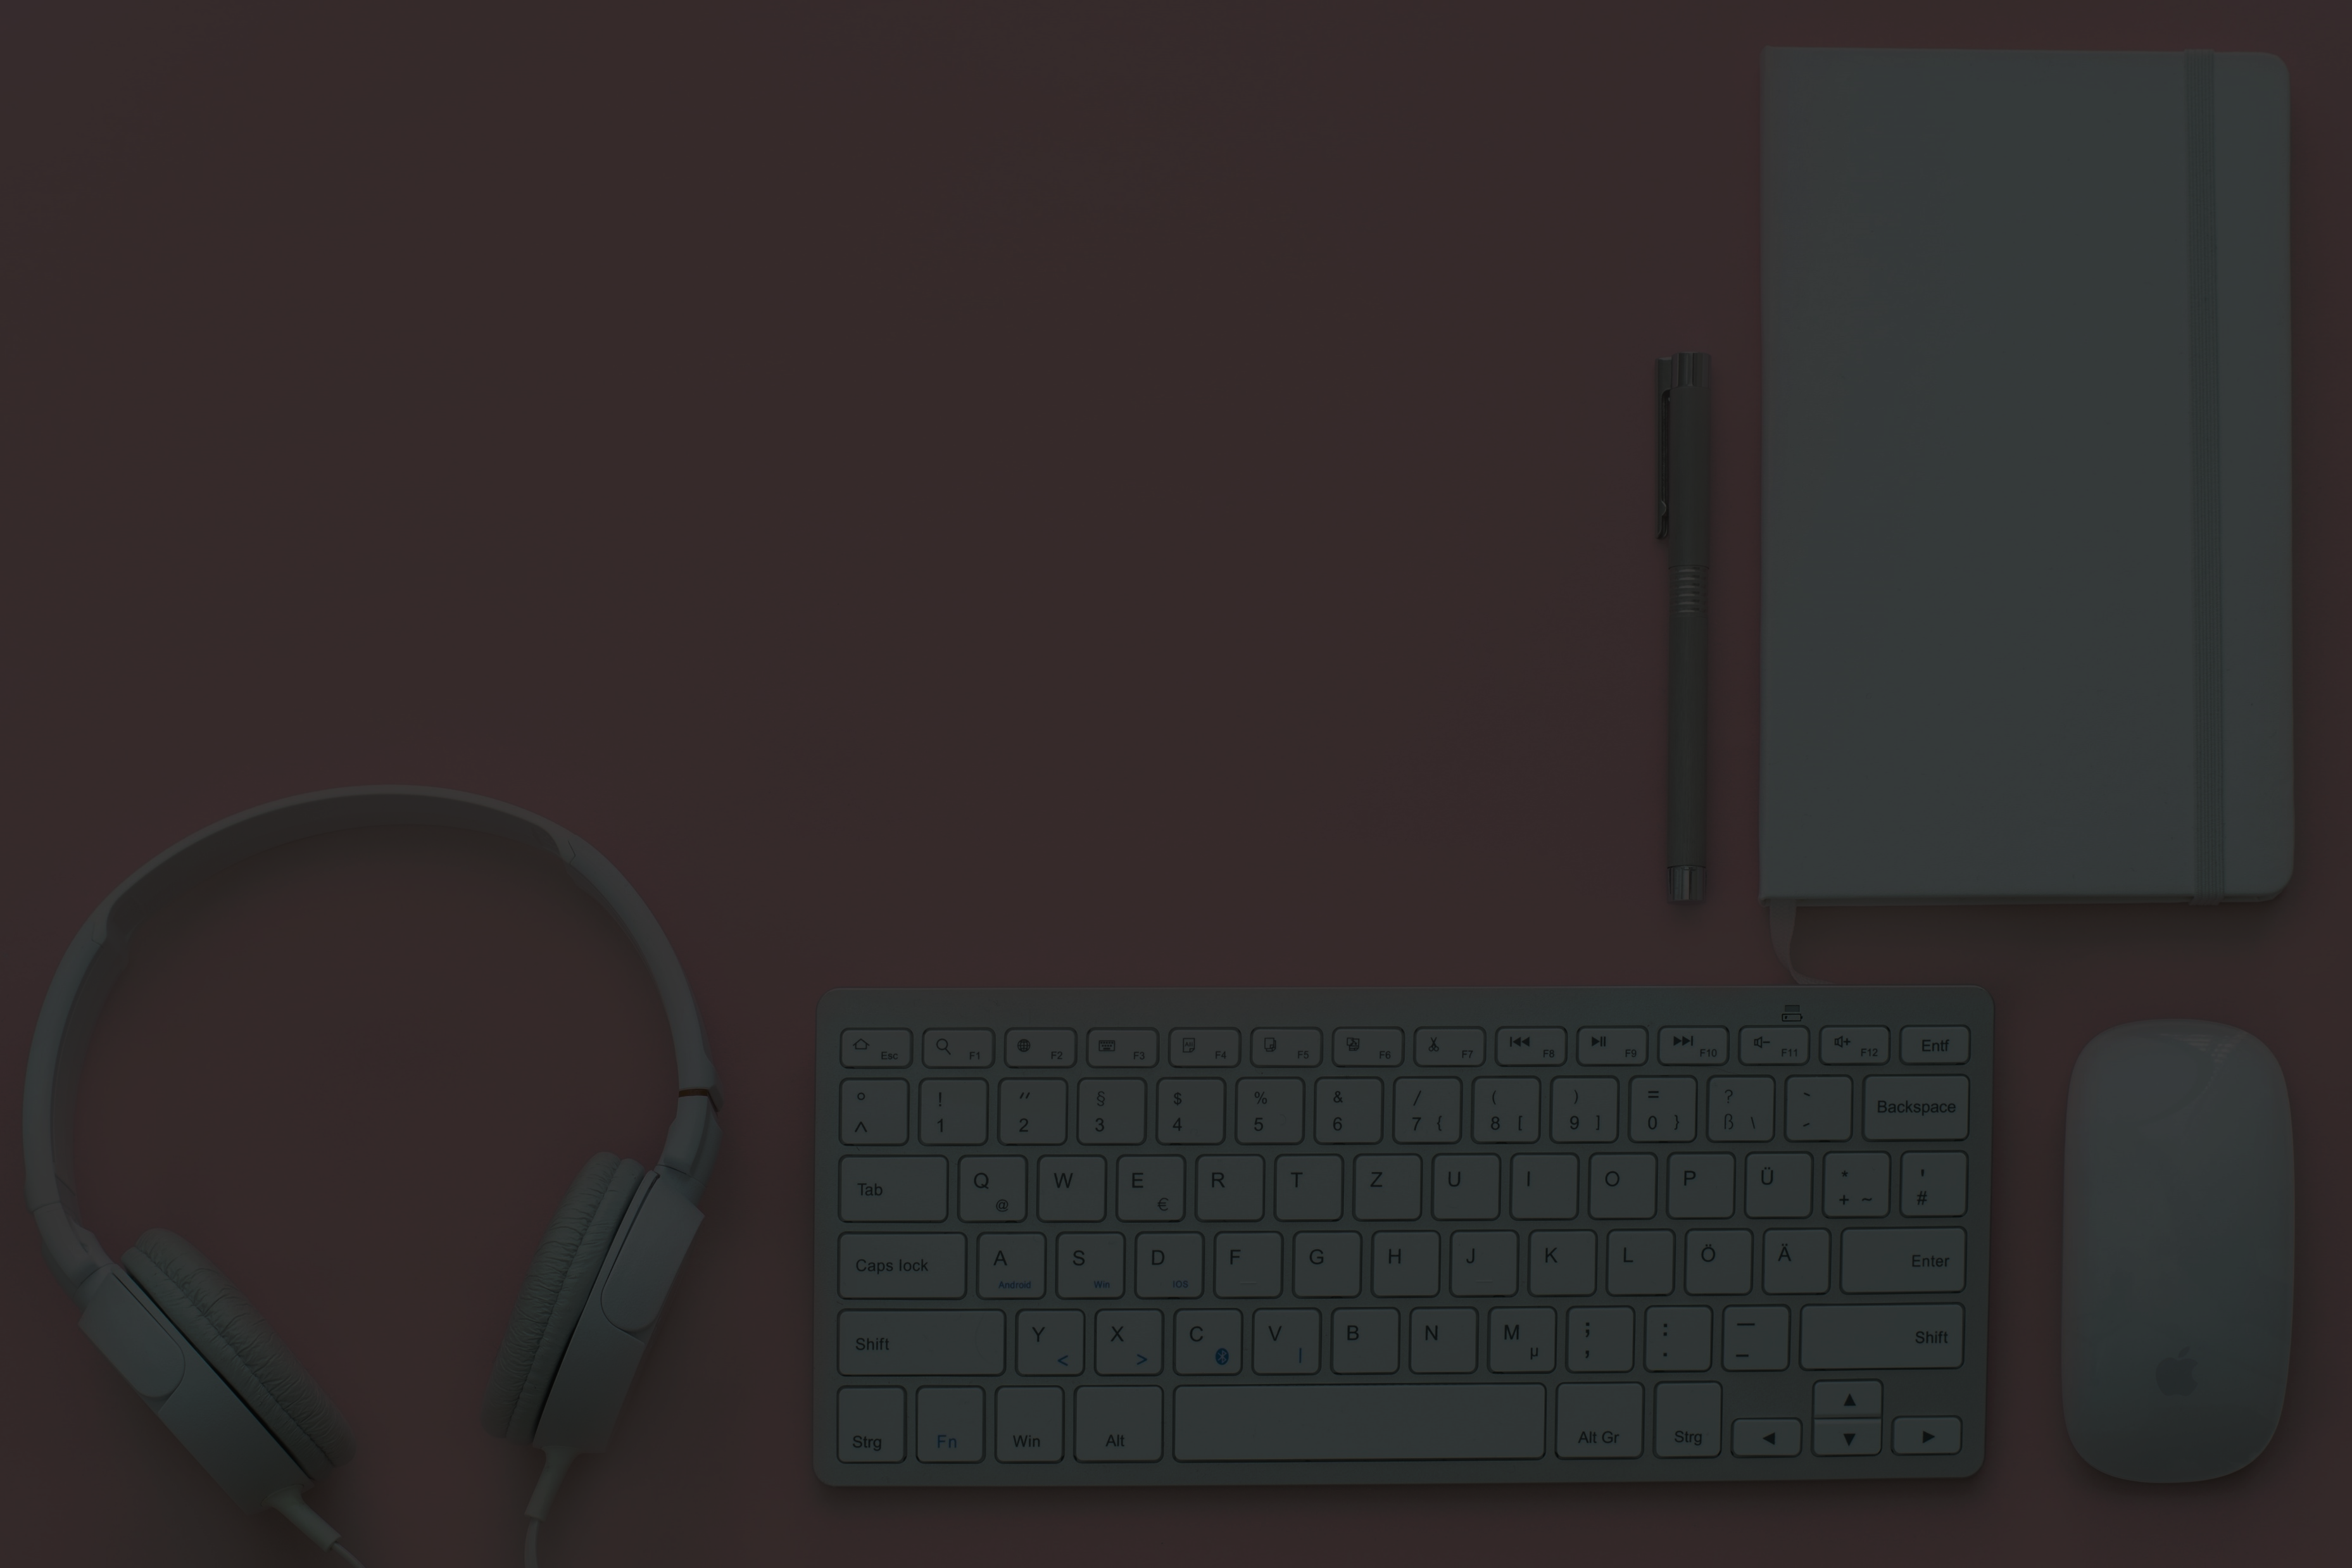 Esc F1 F2 F3 F4 F5 F6 F7 F8 F9 F10 F11 F12 Entf
° ! " § $ % & / ( ) = ? ` Backspace
^ 1 2 3 4 5 6 7 { 8 [ 9 ] 0 } ß \ ´
Tab Q W E R T Z U I O P Ü * '
@ € + ~ #
Caps lock A S D F G H J K L Ö Ä Enter
Android Win IOS
Shift Y X C V B N M ; : — Shift
< > | µ , . _
Strg Fn Win Alt Alt Gr Strg